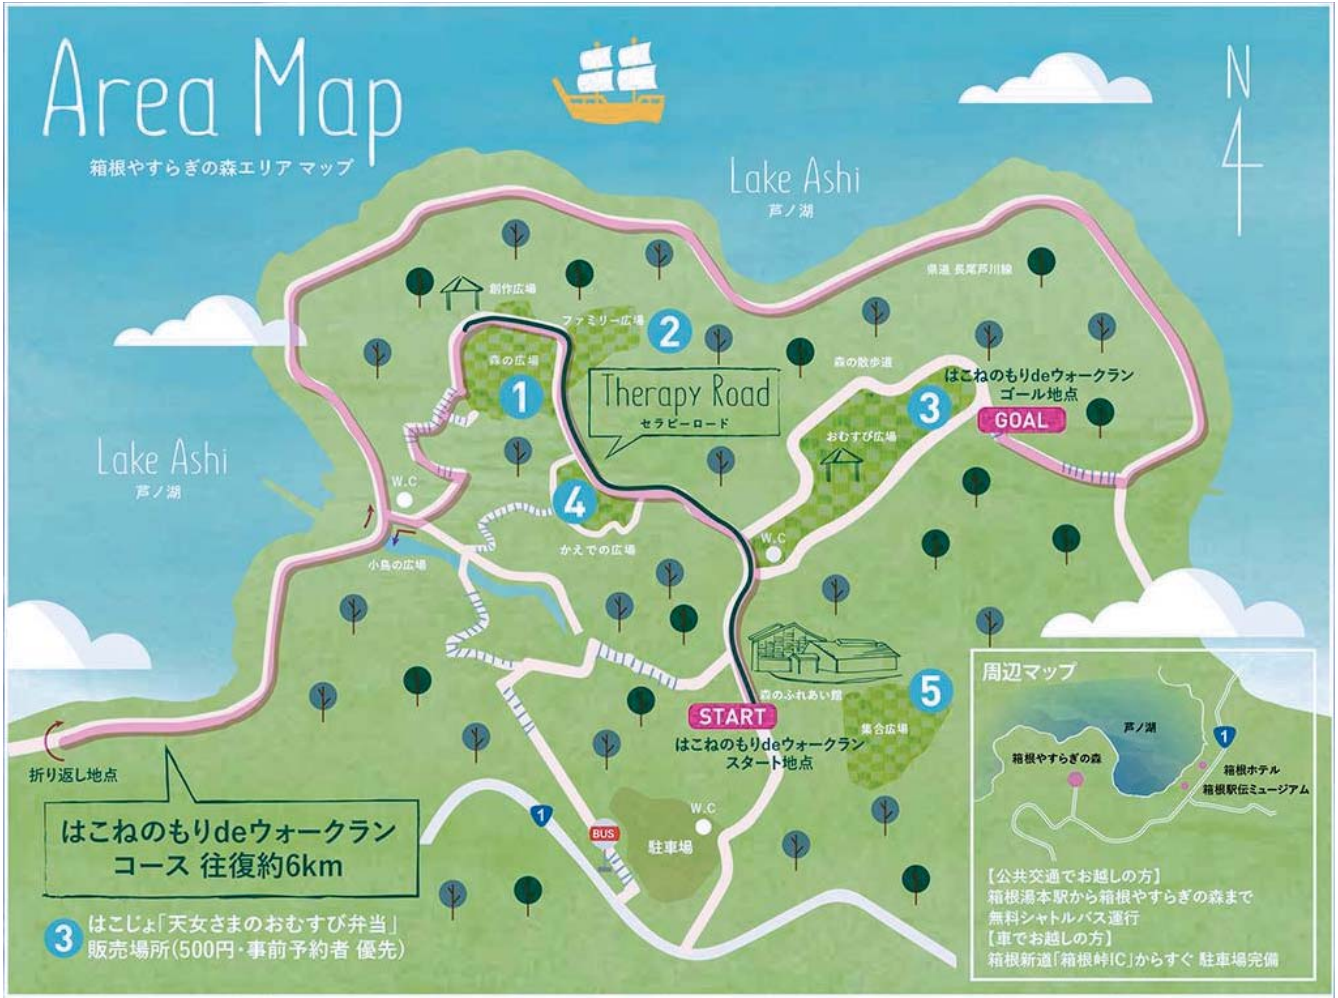 Area Map
箱根やすらぎの森エリア マップ
N
Lake Ashi
芦ノ湖
県道 長尾芦川線
創作広場
ファミリー広場
2
森の広場
1
Therapy Road
セラピーロード
森の散歩道
はこねのもりdeウォークラン
ゴール地点
GOAL
3
おむすび広場
Lake Ashi
芦ノ湖
W.C
4
かえでの広場
W.C
小鳥の広場
森のふれあい館
5
集合広場
START
はこねのもりdeウォークラン
スタート地点
折り返し地点
はこねのもりdeウォークラン
コース 往復約6km
1
BUS
W.C
駐車場
3
はこじょ「天女さまのおむすび弁当」
販売場所(500円・事前予約者 優先)
周辺マップ
芦ノ湖
1
箱根やすらぎの森
箱根ホテル
箱根駅伝ミュージアム
【公共交通でお越しの方】
箱根湯本駅から箱根やすらぎの森まで
無料シャトルバス運行
【車でお越しの方】
箱根新道「箱根峠IC」からすぐ 駐車場完備